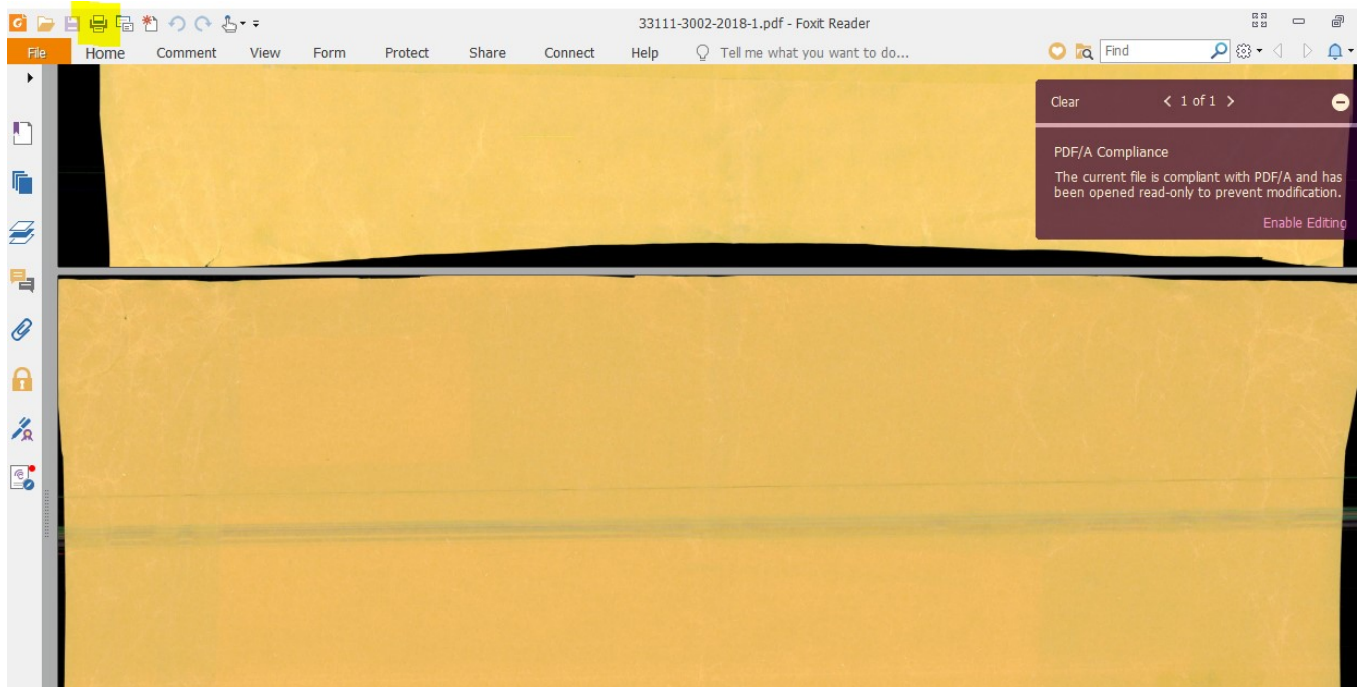 33111-3002-2018-1.pdf - Foxit Reader
File Home Comment View Form Protect Share Connect Help Tell me what you want to do... Find
Clear 1 of 1
PDF/A Compliance
The current file is compliant with PDF/A and has
been opened read-only to prevent modification.
Enable Editing